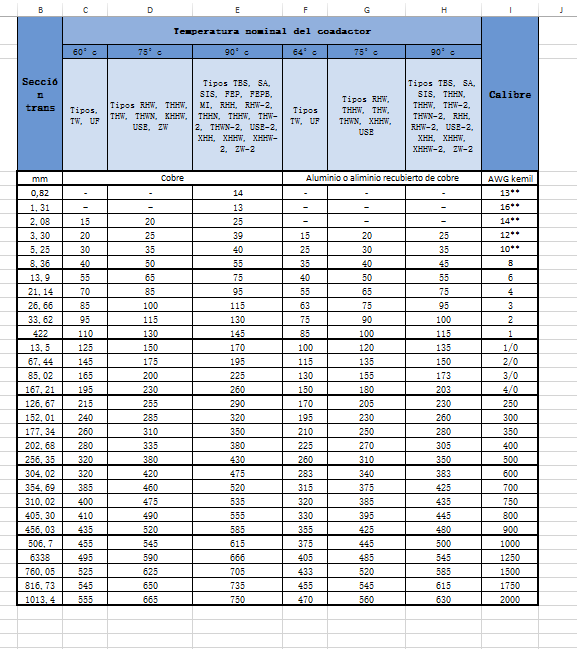 B C D E F G H I J
Temperatura nominal del coadactor
60° c 75° c 90° c 64° c 75° c 90° c
Secció
n
trans
Tipos,
TW, UF
Tipos RHW, THHW,
THW, THWN, KHHW,
USB, ZW
Tipos TBS, SA,
SIS, FEP, FEPB,
MI, RHH, RHW-2,
THHN, THHW, THW-
2, THWN-2, USB-2,
XHH, XHHW, XHHW-
2, ZW-2
Tipos
TW, UF
Tipos RHW,
THHW, THW,
THWN, XHHW,
USE
Tipos TBS, SA,
SIS, THHN,
THHW, THW-2,
THWN-2, RHH,
RHW-2, USB-2,
XHH, XHHW,
XHHW-2, ZW-2
Calibre
mm Cobre Aluminio o aliminio recubierto de cobre AWG kemil
0,82 - - 14 - - - 13**
1,31 - - 13 - - - 16**
2,08 15 20 25 - - - 14**
3,30 20 25 39 15 20 25 12**
5,25 30 35 40 25 30 35 10**
8,36 40 50 55 35 40 45 8
13,9 55 65 75 40 50 55 6
21,14 70 85 95 55 65 75 4
26,66 85 100 115 63 75 95 3
33,62 95 115 130 75 90 100 2
422 110 130 145 85 100 115 1
13,5 125 150 170 100 120 135 1/0
67,44 145 175 195 115 135 150 2/0
85,02 165 200 225 130 155 173 3/0
167,21 195 230 260 150 180 203 4/0
126,67 215 255 290 170 205 230 250
152,01 240 285 320 195 230 260 300
177,34 260 310 350 210 250 280 350
202,68 280 335 380 225 270 305 400
256,35 320 380 430 260 310 350 500
304,02 320 420 475 283 340 383 600
354,69 385 460 520 315 375 425 700
310,02 400 475 535 320 385 435 750
405,30 410 490 555 330 395 445 800
456,03 435 520 585 355 425 480 900
506,7 455 545 615 375 445 500 1000
6338 495 590 666 405 485 545 1250
760,05 525 625 705 433 520 585 1500
816,73 545 650 735 455 545 615 1750
1013,4 555 665 750 470 560 630 2000